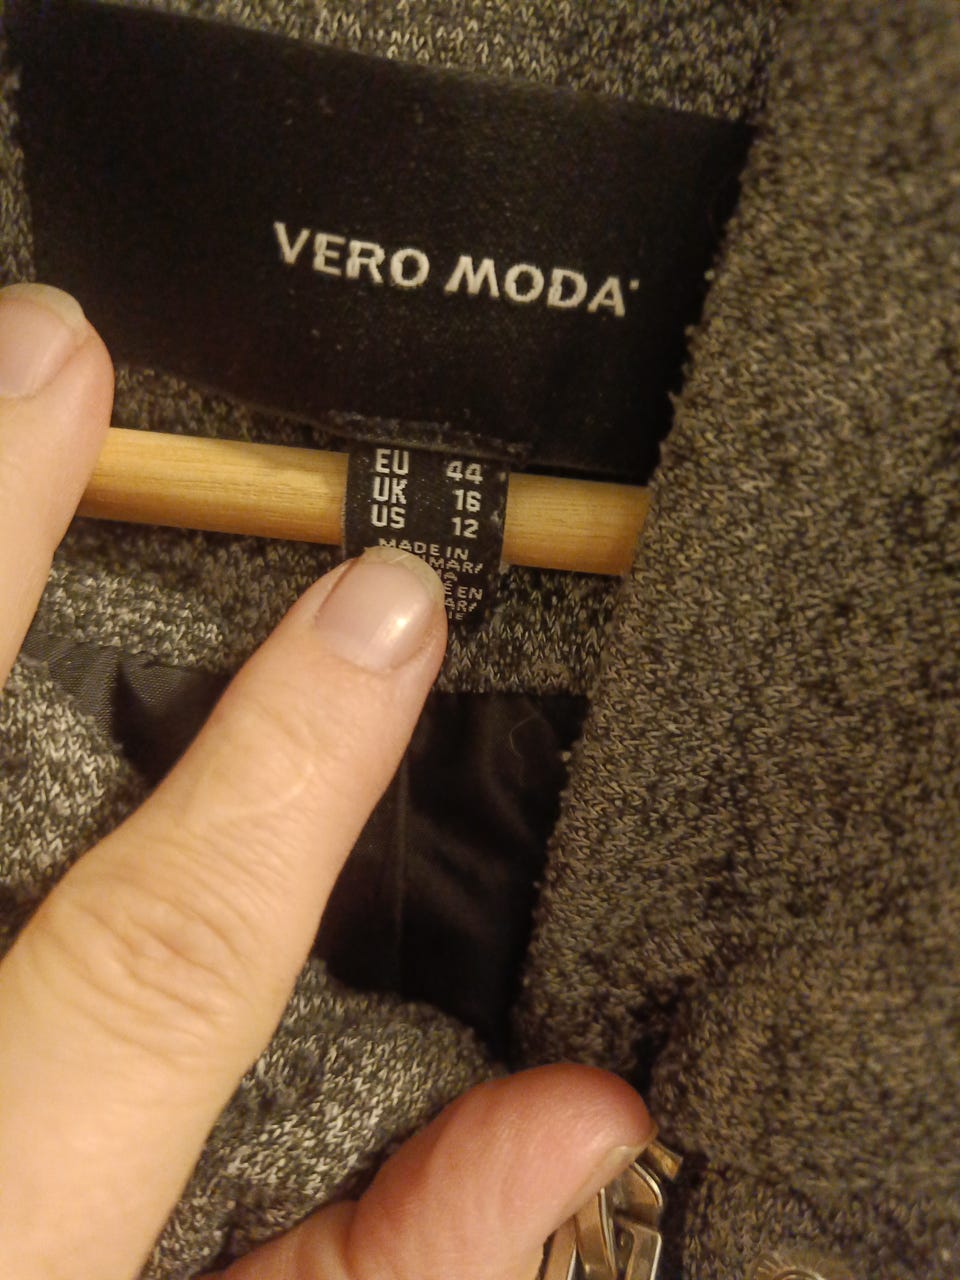 VERO MODA
EU 44
UK 16
US 12
MADE IN